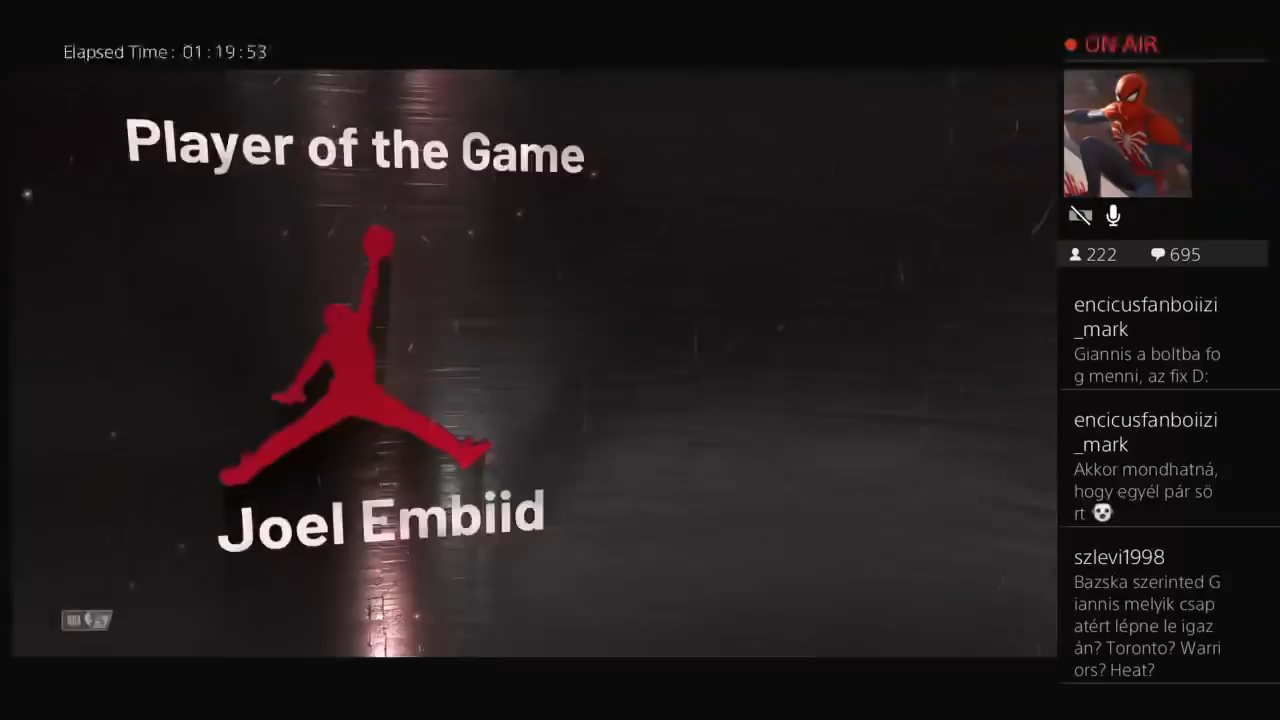 Elapsed Time: 01:19:53
ON AIR
Player of the Game
Joel Embiid
222
695
encicusfanboiizi
_mark
Giannis a boltba fo
g menni, az fix D:
encicusfanboiizi
_mark
Akkor mondhatná,
hogy egyél pár sö
rt
szlevi1998
Bazska szerinted G
iannis melyik csap
atért lépne le igaz
án? Toronto? Warri
ors? Heat?